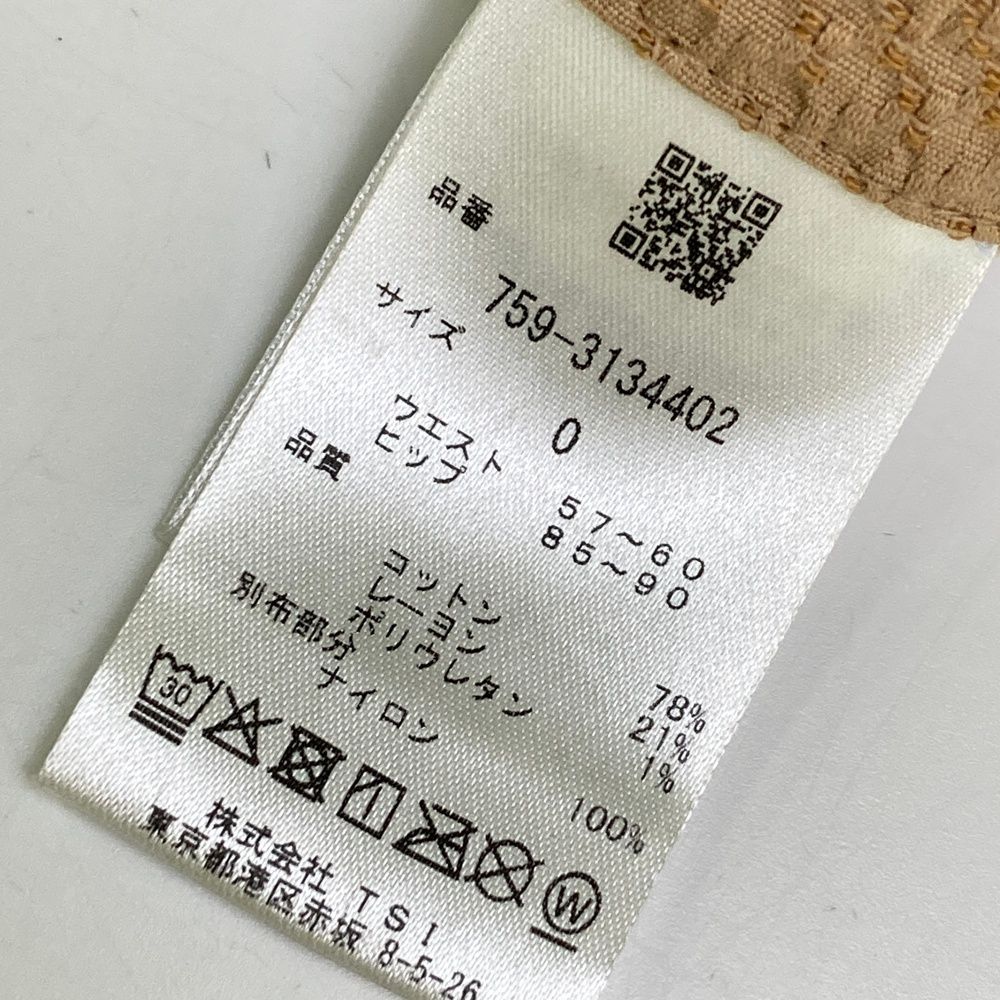 品番
759-3134402
サイズ
0
ウエスト 57～60
ヒップ 85～90
品質
コットン 78%
レーヨン 21%
ポリウレタン 1%
別布部分
ナイロン 100%
30
W
株式会社 TSI
東京都港区赤坂 8-5-26